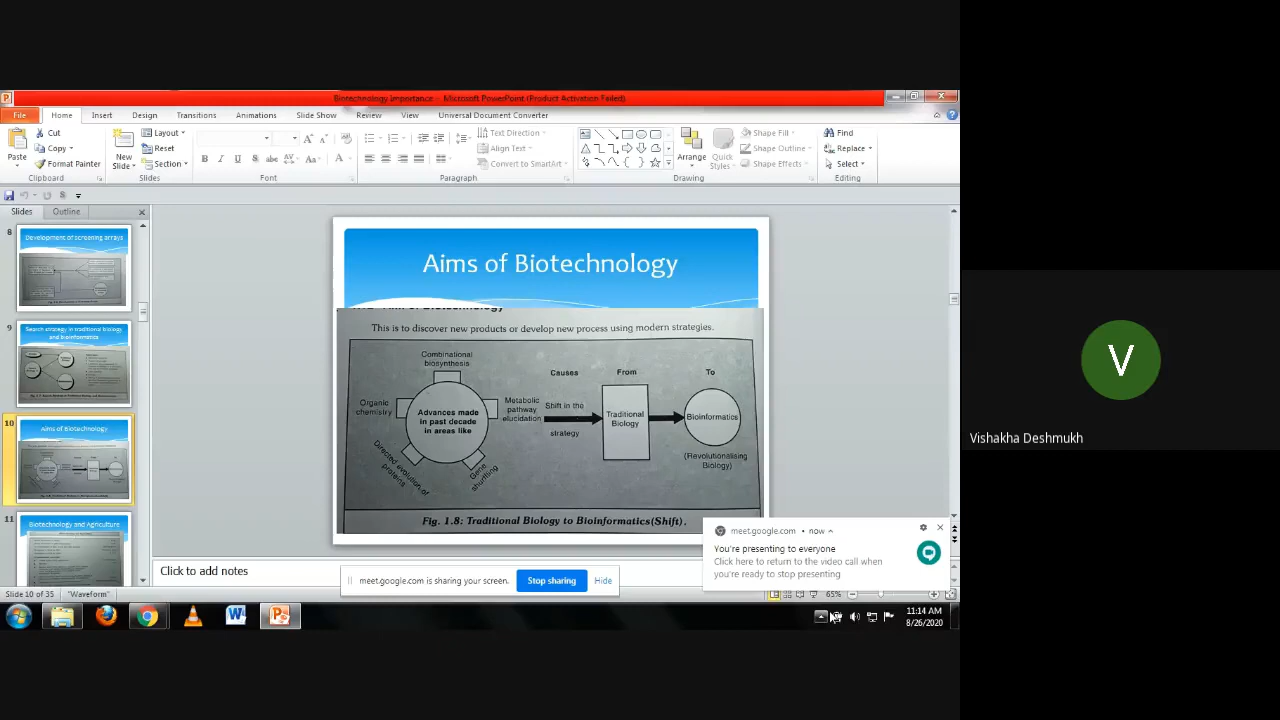 Biotechnology Importance - Microsoft PowerPoint (Product Activation Failed)
File Home Insert Design Transitions Animations Slide Show Review View Universal Document Converter
Paste
Cut
Copy
Format Painter
Clipboard
New
Slide
Layout
Reset
Section
Slides
Font
Text Direction
Align Text
Convert to SmartArt
Paragraph
Arrange
Quick
Styles
Shape Fill
Shape Outline
Shape Effects
Drawing
Find
Replace
Select
Editing
Slides Outline
8
Development of screening arrays
9
Search strategy in traditional biology
and bioinformatics
10
Aims of Biotechnology
11
Biotechnology and Agriculture
Aims of Biotechnology
This is to discover new products or develop new process using modern strategies.
Combinational
biosynthesis
Organic
chemistry
Advances made
in past decade
in areas like
Metabolic
pathway
elucidation
Directed evolution of
proteins
Gene
shuffling
Causes
Shift in the
strategy
From
Traditional
Biology
To
Bioinformatics
(Revolutionalising
Biology)
Fig. 1.8: Traditional Biology to Bioinformatics(Shift).
Click to add notes
meet.google.com is sharing your screen. Stop sharing Hide
meet.google.com • now
You're presenting to everyone
Click here to return to the video call when
you're ready to stop presenting
Slide 10 of 35 "Waveform" 65%
11:14 AM
8/26/2020
V
Vishakha Deshmukh